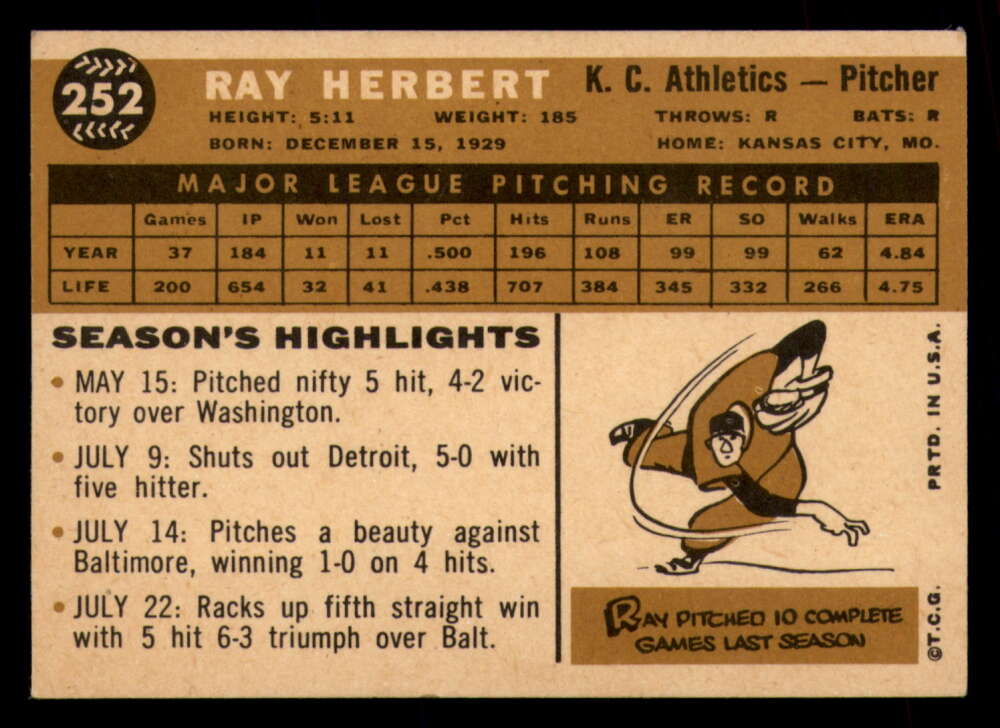 252
RAY HERBERT K. C. Athletics — Pitcher
HEIGHT: 5:11 WEIGHT: 185 THROWS: R BATS: R
BORN: DECEMBER 15, 1929 HOME: KANSAS CITY, MO.
MAJOR LEAGUE PITCHING RECORD
Games IP Won Lost Pct Hits Runs ER SO Walks ERA
YEAR 37 184 11 11 .500 196 108 99 99 62 4.84
LIFE 200 654 32 41 .438 707 384 345 332 266 4.75
SEASON'S HIGHLIGHTS
• MAY 15: Pitched nifty 5 hit, 4-2 vic-
tory over Washington.
• JULY 9: Shuts out Detroit, 5-0 with
five hitter.
• JULY 14: Pitches a beauty against
Baltimore, winning 1-0 on 4 hits.
• JULY 22: Racks up fifth straight win
with 5 hit 6-3 triumph over Balt.
RAY PITCHED 10 COMPLETE
GAMES LAST SEASON
©T.C.G. PRTD. IN U.S.A.